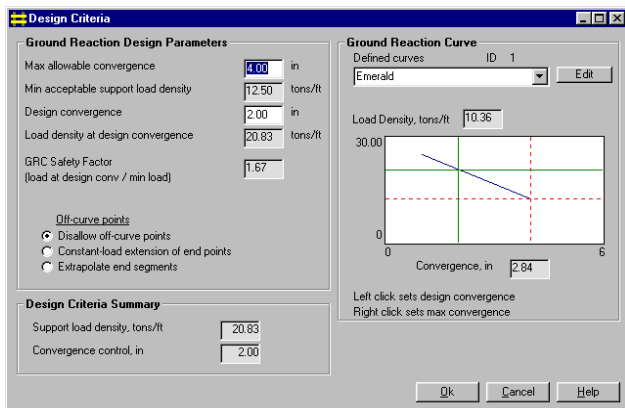 Design Criteria
Ground Reaction Design Parameters
Max allowable convergence 4.00 in
Min acceptable support load density 12.50 tons/ft
Design convergence 2.00 in
Load density at design convergence 20.83 tons/ft
GRC Safety Factor
(load at design conv / min load) 1.67
Off-curve points
Disallow off-curve points
Constant-load extension of end points
Extrapolate end segments
Design Criteria Summary
Support load density, tons/ft 20.83
Convergence control, in 2.00
Ground Reaction Curve
Defined curves ID 1
Emerald Edit
Load Density, tons/ft 10.36
30.00
0
0 6
Convergence, in 2.84
Left click sets design convergence
Right click sets max convergence
Ok Cancel Help